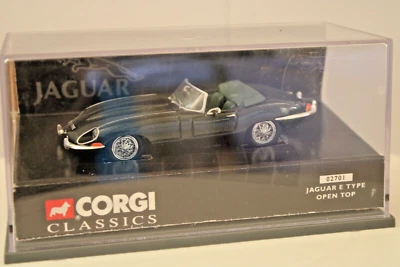 JAGUAR
02701
JAGUAR E TYPE
OPEN TOP
CORGI
CLASSICS